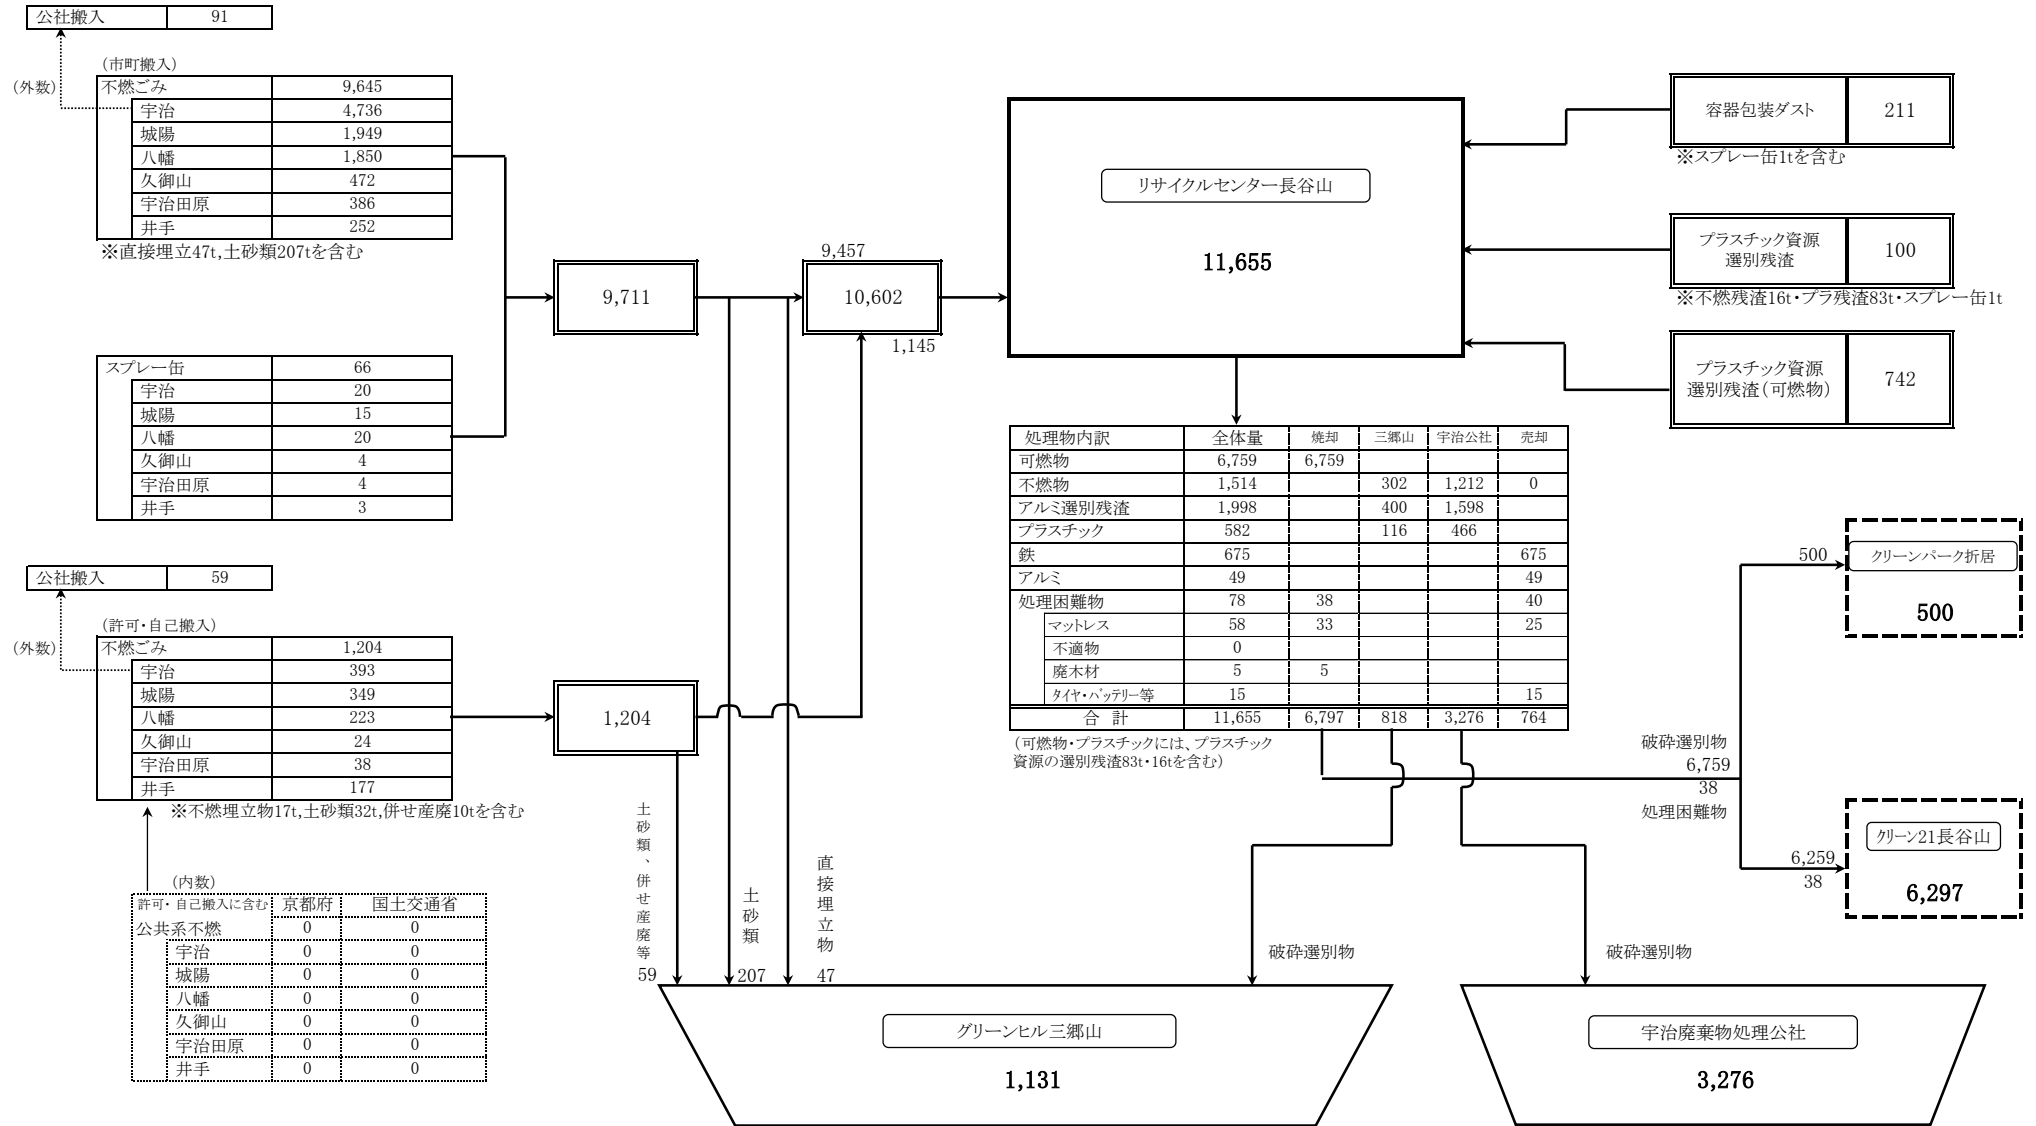 公社搬入 91
(外数)
(市町搬入)
不燃ごみ 9,645
宇治 4,736
城陽 1,949
八幡 1,850
久御山 472
宇治田原 386
井手 252
※直接埋立47t,土砂類207tを含む
スプレー缶 66
宇治 20
城陽 15
八幡 20
久御山 4
宇治田原 4
井手 3
公社搬入 59
(外数)
(許可・自己搬入)
不燃ごみ 1,204
宇治 393
城陽 349
八幡 223
久御山 24
宇治田原 38
井手 177
※不燃埋立物17t,土砂類32t,併せ産廃10tを含む
(内数)
許可・自己搬入に含む 京都府 国土交通省
公共系不燃 0 0
宇治 0 0
城陽 0 0
八幡 0 0
久御山 0 0
宇治田原 0 0
井手 0 0
9,711
1,204
9,457
10,602
1,145
リサイクルセンター長谷山
11,655
容器包装ダスト 211
※スプレー缶1tを含む
プラスチック資源
選別残渣
100
※不燃残渣16t・プラ残渣83t・スプレー缶1t
プラスチック資源
選別残渣(可燃物)
742
処理物内訳 全体量 焼却 三郷山 宇治公社 売却
可燃物 6,759 6,759
不燃物 1,514 302 1,212 0
アルミ選別残渣 1,998 400 1,598
プラスチック 582 116 466
鉄 675 675
アルミ 49 49
処理困難物 78 38 40
マットレス 58 33 25
不適物 0
廃木材 5 5
タイヤ・バッテリー等 15 15
合 計 11,655 6,797 818 3,276 764
(可燃物・プラスチックには、プラスチック
資源の選別残渣83t・16tを含む)
破砕選別物
6,759
38
処理困難物
500
クリーンパーク折居
500
6,259
38
クリーン21長谷山
6,297
土砂類、併せ産廃等
59
土砂類
207
直接埋立物
47
破砕選別物
破砕選別物
グリーンヒル三郷山
1,131
宇治廃棄物処理公社
3,276